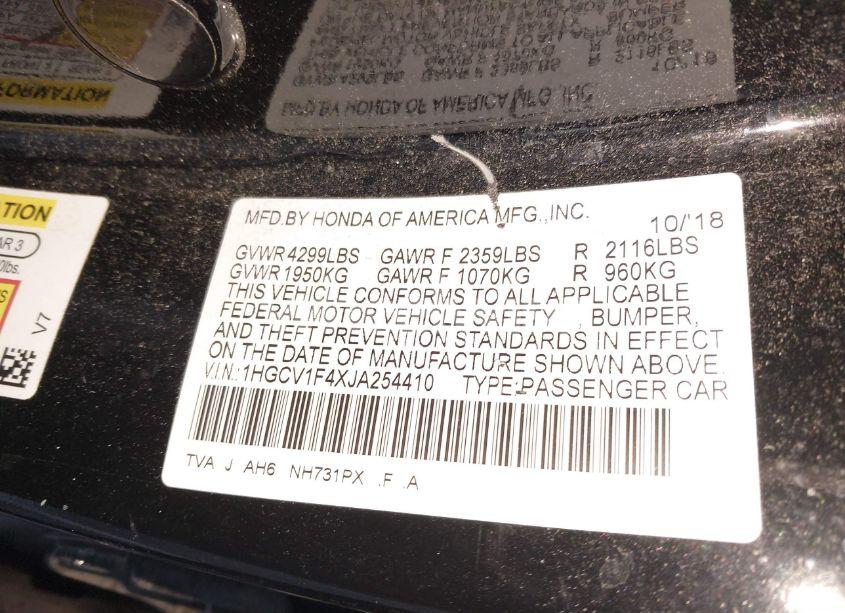 MFD.BY HONDA OF AMERICA MFG.,INC. 10/'18
GVWR 4299LBS GAWR F 2359LBS R 2116LBS
GVWR 1950KG GAWR F 1070KG R 960KG
THIS VEHICLE CONFORMS TO ALL APPLICABLE
FEDERAL MOTOR VEHICLE SAFETY , BUMPER,
AND THEFT PREVENTION STANDARDS IN EFFECT
ON THE DATE OF MANUFACTURE SHOWN ABOVE.
V.I.N.:1HGCV1F4XJA254410 TYPE:PASSENGER CAR
TVA J AH6 NH731PX .F .A
V7